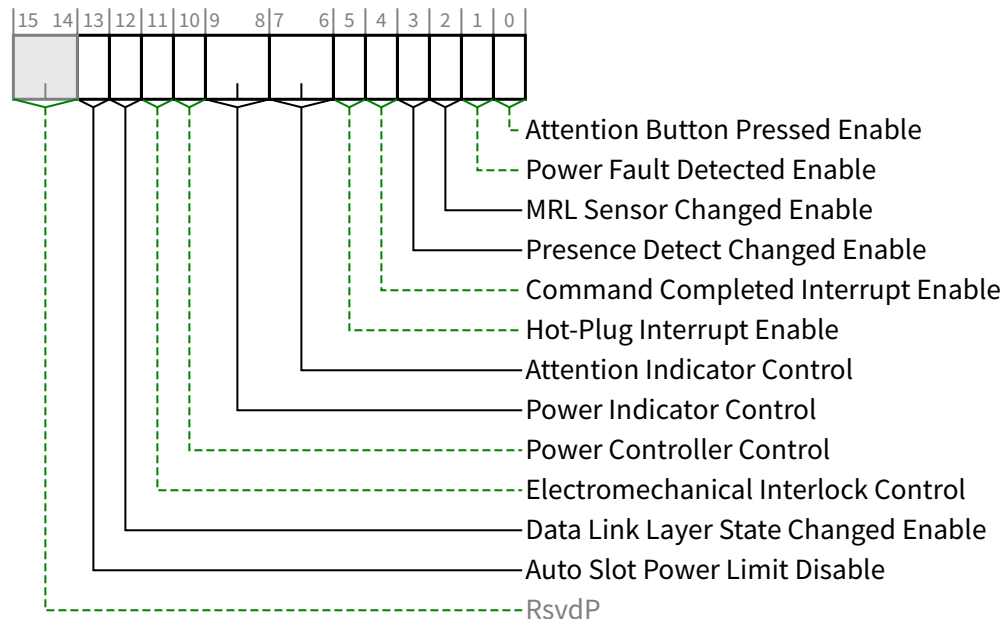 15 14 13 12 11 10 9 8 7 6 5 4 3 2 1 0
Attention Button Pressed Enable
Power Fault Detected Enable
MRL Sensor Changed Enable
Presence Detect Changed Enable
Command Completed Interrupt Enable
Hot-Plug Interrupt Enable
Attention Indicator Control
Power Indicator Control
Power Controller Control
Electromechanical Interlock Control
Data Link Layer State Changed Enable
Auto Slot Power Limit Disable
RsvdP